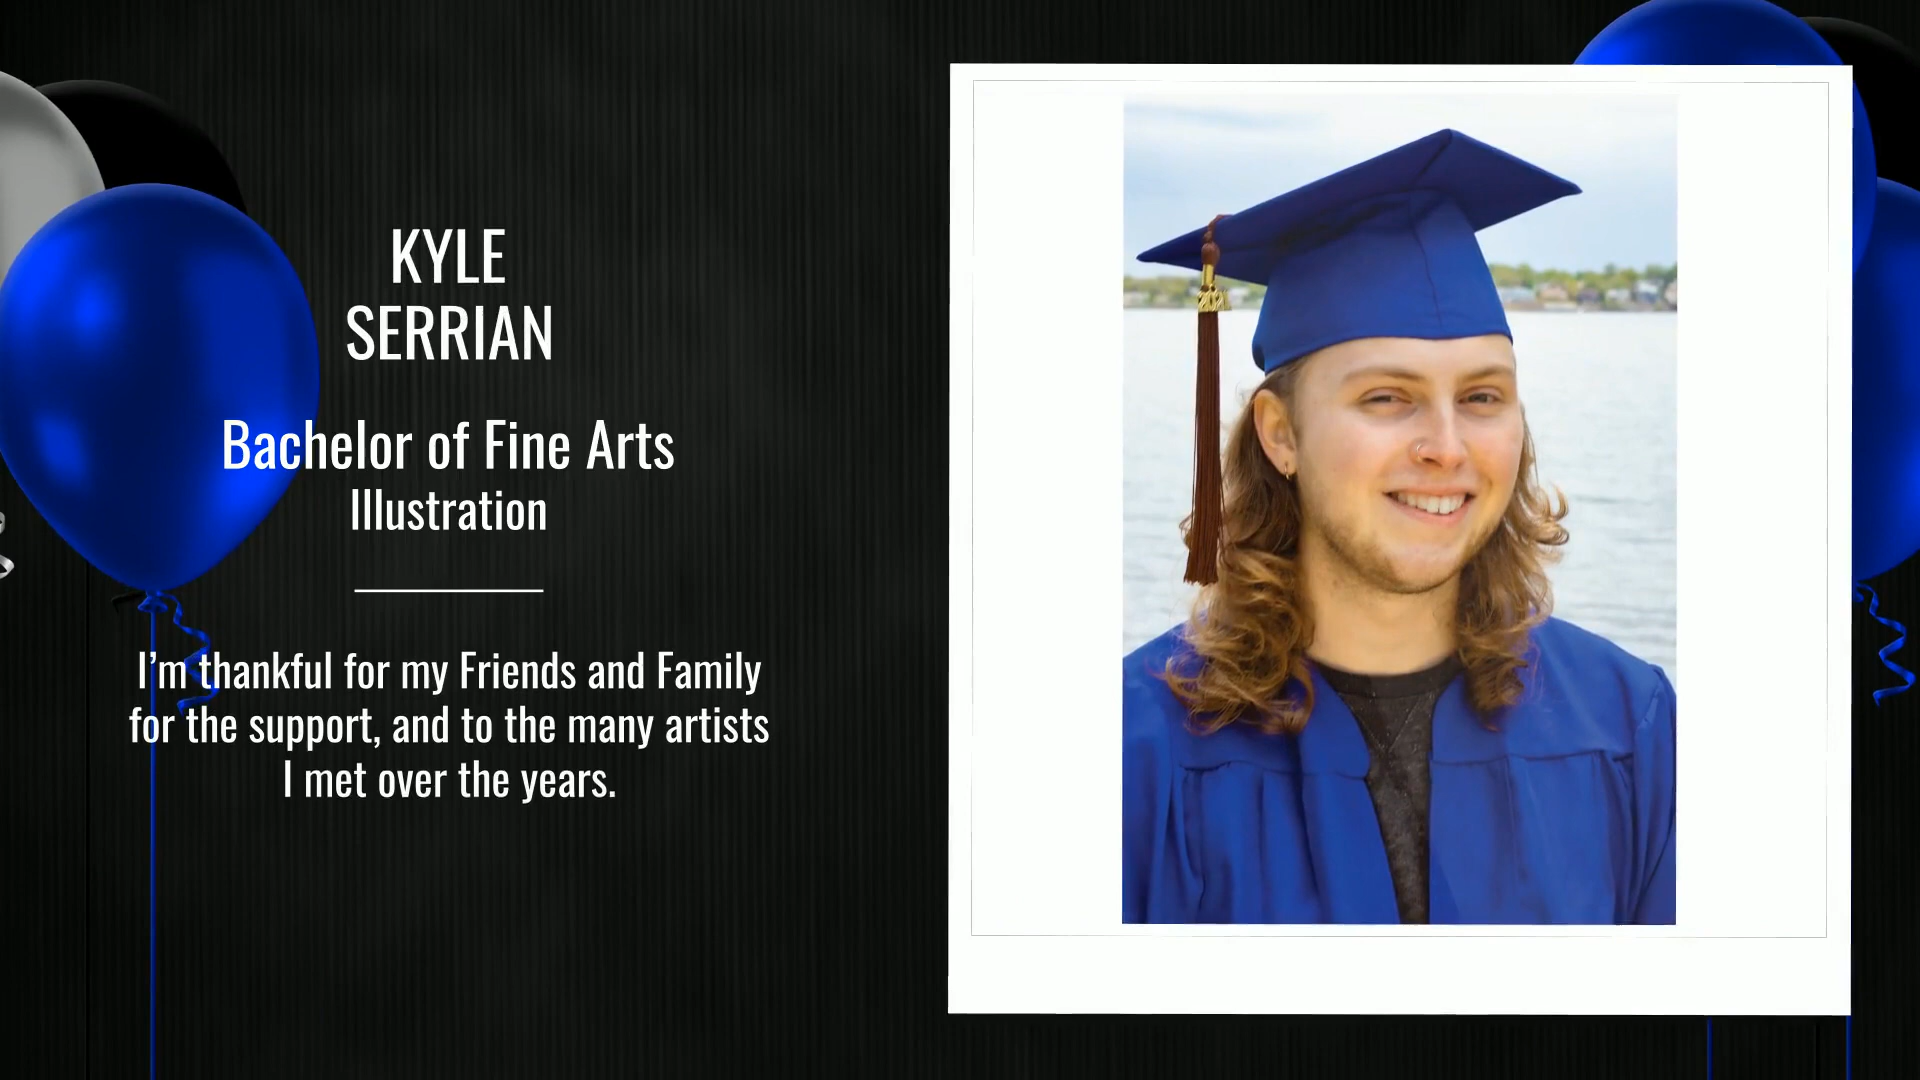 KYLE
SERRIAN
Bachelor of Fine Arts
Illustration
I’m thankful for my Friends and Family
for the support, and to the many artists
I met over the years.
2021